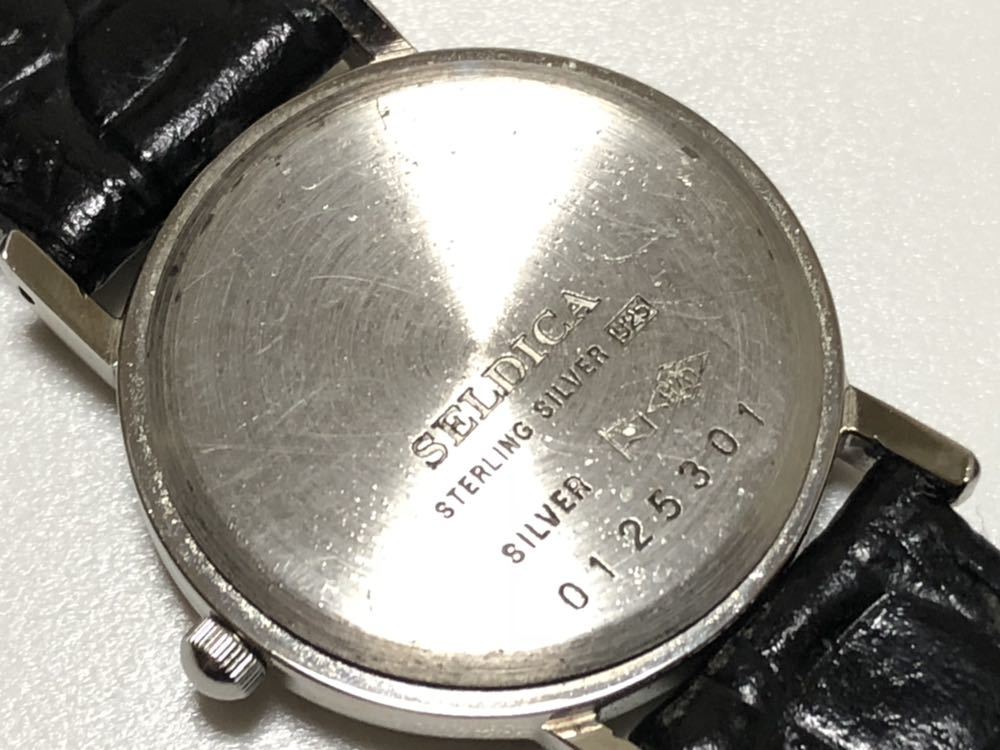 SELDICA
STERLING SILVER 925
SILVER
0125301